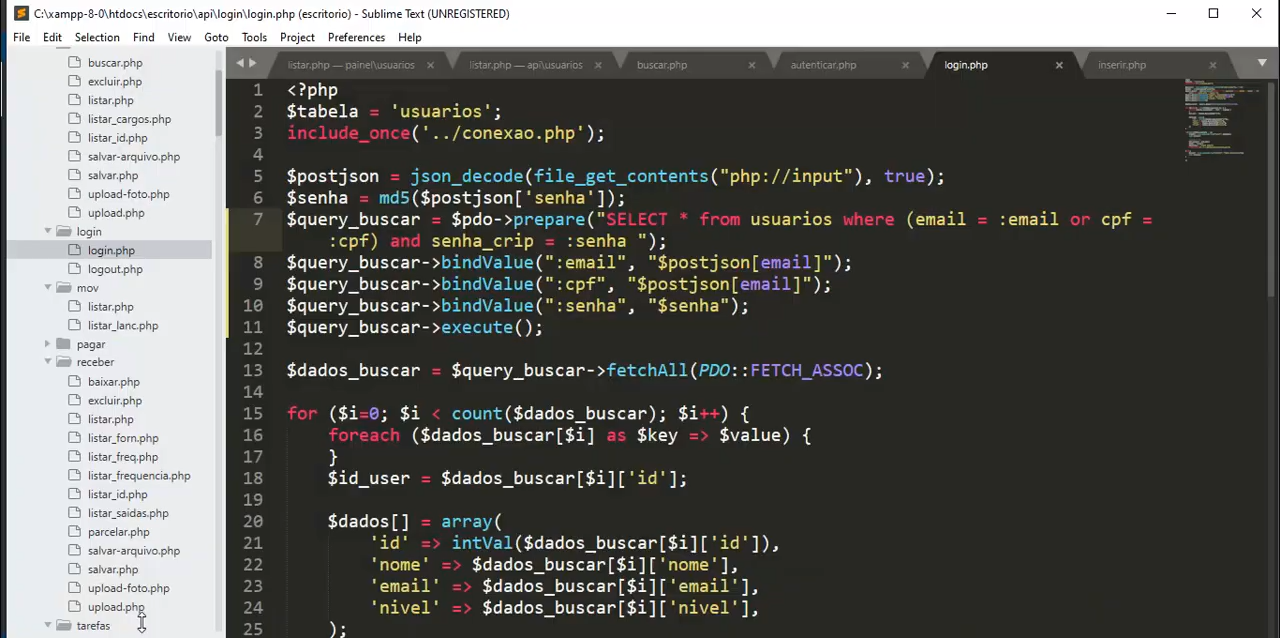 C:\xampp-8-0\htdocs\escritorio\api\login\login.php (escritorio) - Sublime Text (UNREGISTERED)
File Edit Selection Find View Goto Tools Project Preferences Help
buscar.php
excluir.php
listar.php
listar_cargos.php
listar_id.php
salvar-arquivo.php
salvar.php
upload-foto.php
upload.php
login
login.php
logout.php
mov
listar.php
listar_lanc.php
pagar
receber
baixar.php
excluir.php
listar.php
listar_forn.php
listar_freq.php
listar_frequencia.php
listar_id.php
listar_saidas.php
parcelar.php
salvar-arquivo.php
salvar.php
upload-foto.php
upload.php
tarefas
listar.php — painel\usuarios listar.php — api\usuarios buscar.php autenticar.php login.php inserir.php
1 <?php
2 $tabela = 'usuarios';
3 include_once('../conexao.php');
4
5 $postjson = json_decode(file_get_contents("php://input"), true);
6 $senha = md5($postjson['senha']);
7 $query_buscar = $pdo->prepare("SELECT * from usuarios where (email = :email or cpf =
:cpf) and senha_crip = :senha ");
8 $query_buscar->bindValue(":email", "$postjson[email]");
9 $query_buscar->bindValue(":cpf", "$postjson[email]");
10 $query_buscar->bindValue(":senha", "$senha");
11 $query_buscar->execute();
12
13 $dados_buscar = $query_buscar->fetchAll(PDO::FETCH_ASSOC);
14
15 for ($i=0; $i < count($dados_buscar); $i++) {
16 foreach ($dados_buscar[$i] as $key => $value) {
17 }
18 $id_user = $dados_buscar[$i]['id'];
19
20 $dados[] = array(
21 'id' => intVal($dados_buscar[$i]['id']),
22 'nome' => $dados_buscar[$i]['nome'],
23 'email' => $dados_buscar[$i]['email'],
24 'nivel' => $dados_buscar[$i]['nivel'],
25 );